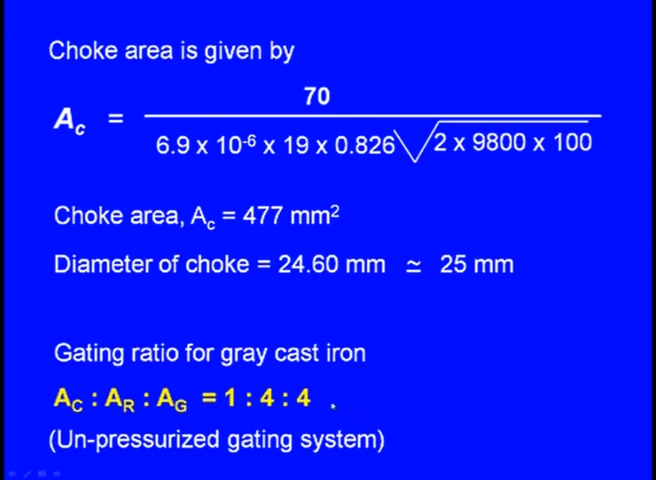 Choke area is given by
A_c = 70 / (6.9 x 10^-6 x 19 x 0.826 √(2 x 9800 x 100))
Choke area, A_c = 477 mm²
Diameter of choke = 24.60 mm ≃ 25 mm
Gating ratio for gray cast iron
A_C : A_R : A_G = 1 : 4 : 4
(Un-pressurized gating system)